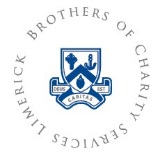 BROTHERS OF CHARITY SERVICES LIMERICK
DEUS EST
CARITAS